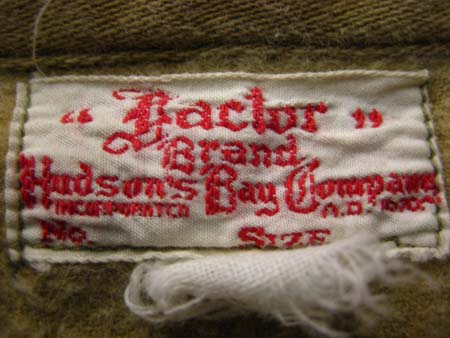 "Factor"
Brand
Hudson's Bay Company
INCORPORATED A.D. 1670
No. SIZE